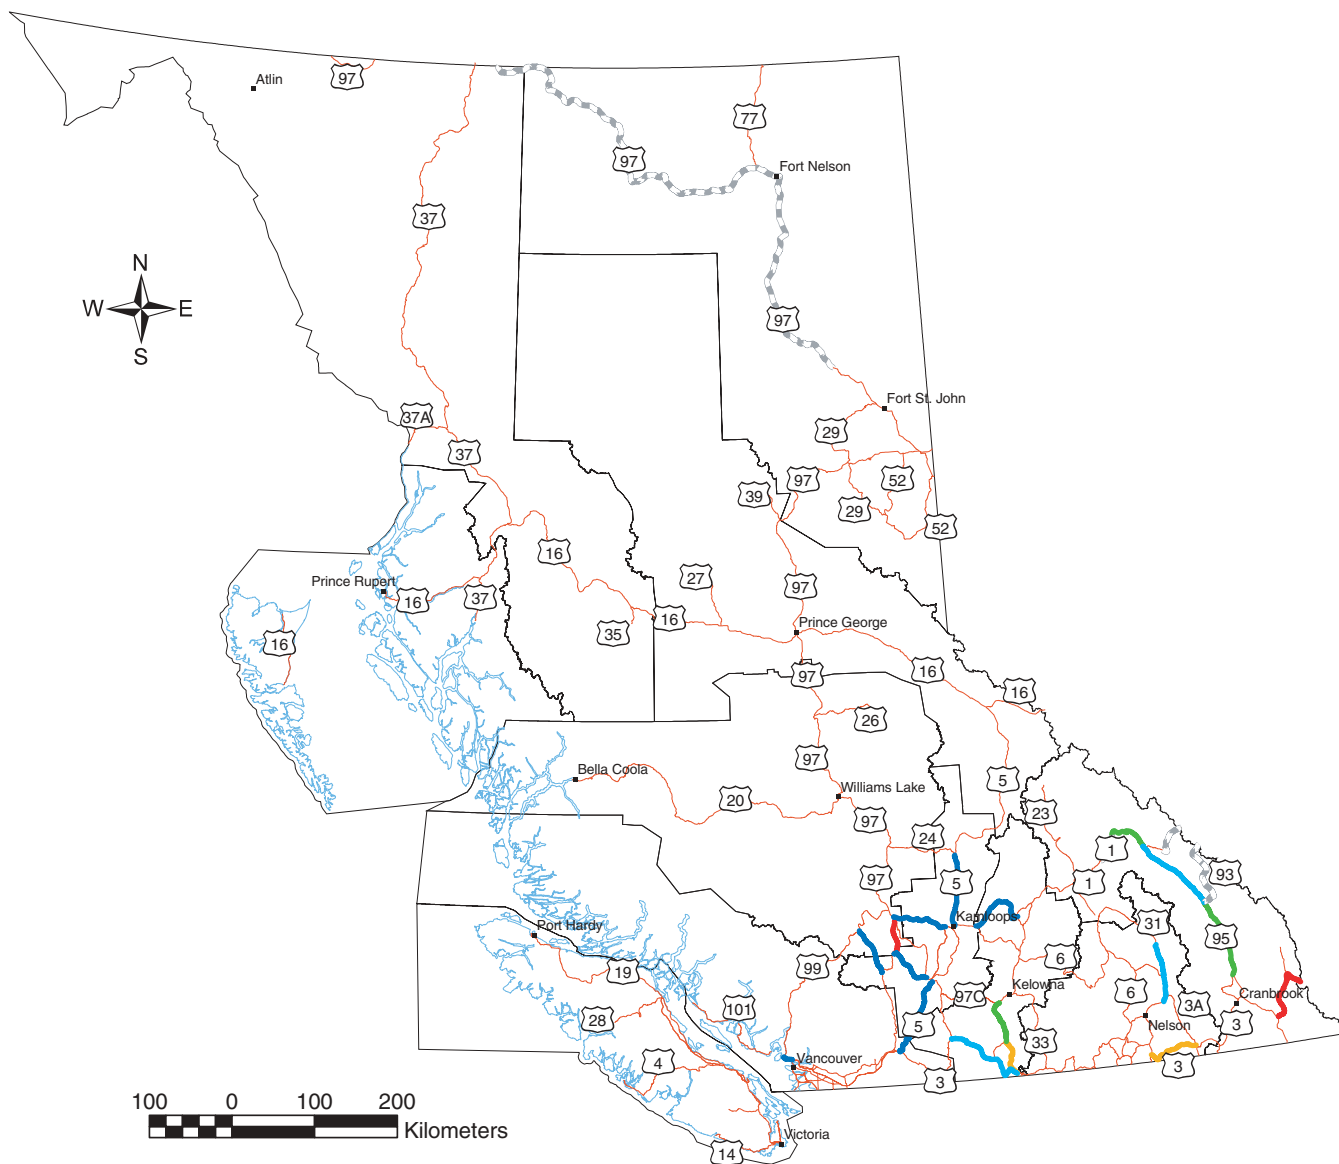 Atlin
97
77
97
Fort Nelson
37
N
W E
S
97
Fort St. John
37A
29
37
97
52
39
29
52
16
27
97
Prince Rupert
16
37
16
Prince George
35
16
97
16
16
26
97
Bella Coola
5
20
Williams Lake
97
23
24
1
93
97
5
1
Kamloops
31
Port Hardy
95
99
6
19
97C
Kelowna
6
3A
Cranbrook
101
28
5
Nelson
3
33
4
Vancouver
3
3
100 0 100 200
Kilometers
Victoria
14